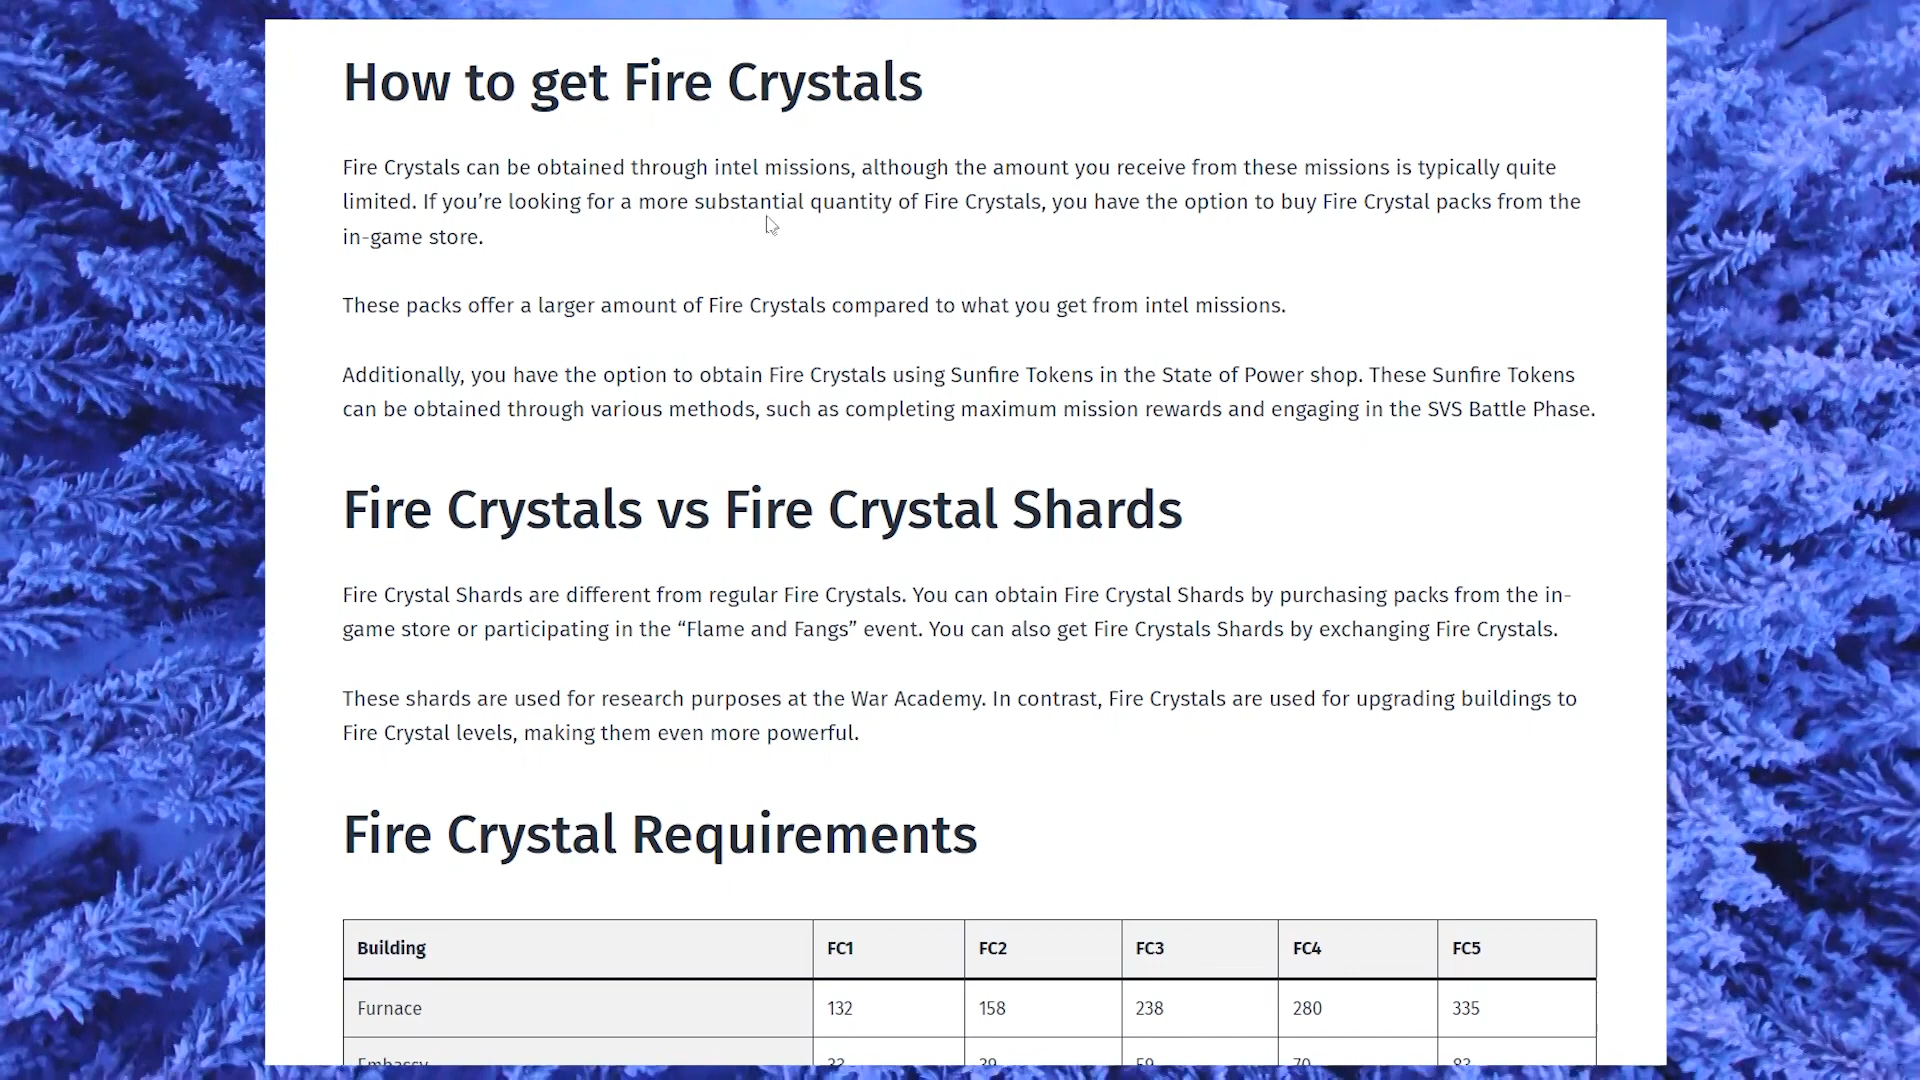 How to get Fire Crystals
Fire Crystals can be obtained through intel missions, although the amount you receive from these missions is typically quite
limited. If you’re looking for a more substantial quantity of Fire Crystals, you have the option to buy Fire Crystal packs from the
in-game store.
These packs offer a larger amount of Fire Crystals compared to what you get from intel missions.
Additionally, you have the option to obtain Fire Crystals using Sunfire Tokens in the State of Power shop. These Sunfire Tokens
can be obtained through various methods, such as completing maximum mission rewards and engaging in the SVS Battle Phase.
Fire Crystals vs Fire Crystal Shards
Fire Crystal Shards are different from regular Fire Crystals. You can obtain Fire Crystal Shards by purchasing packs from the in-
game store or participating in the “Flame and Fangs” event. You can also get Fire Crystals Shards by exchanging Fire Crystals.
These shards are used for research purposes at the War Academy. In contrast, Fire Crystals are used for upgrading buildings to
Fire Crystal levels, making them even more powerful.
Fire Crystal Requirements
Building FC1 FC2 FC3 FC4 FC5
Furnace 132 158 238 280 335
Embassy